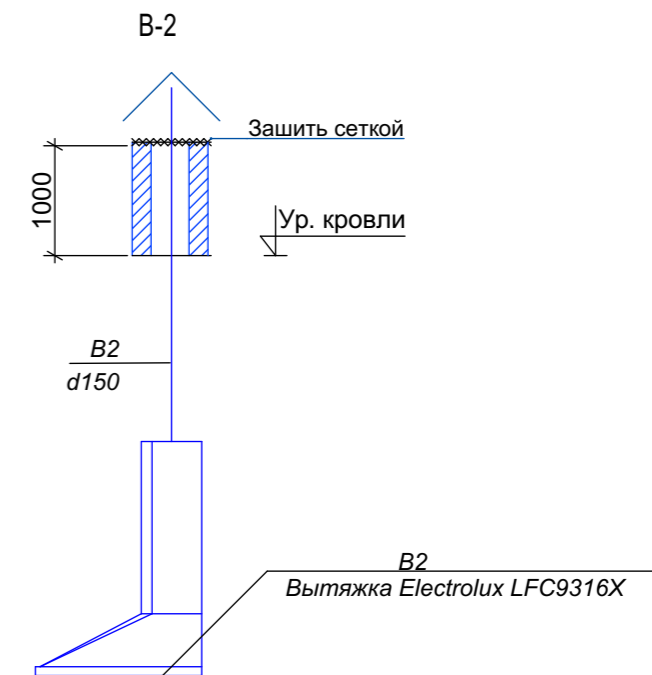 В-2
Зашить сеткой
1000
Ур. кровли
В2
d150
В2
Вытяжка Electrolux LFC9316X